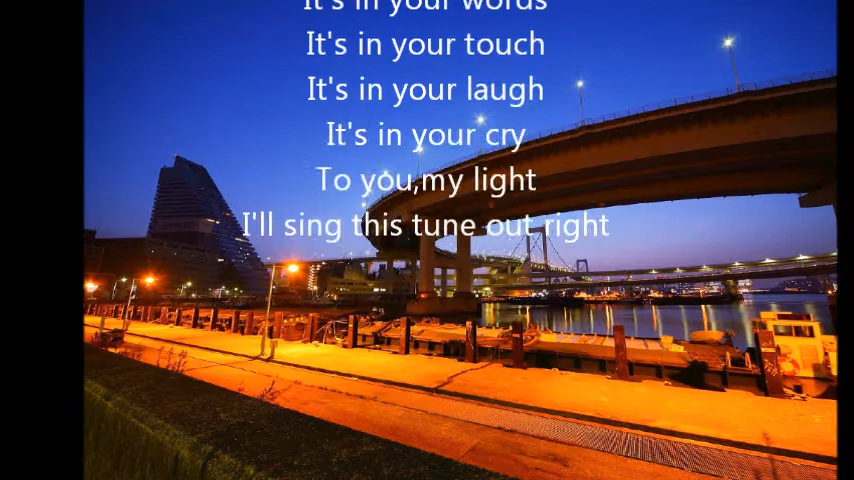 It's in your words
It's in your touch
It's in your laugh
It's in your cry
To you,my light
I'll sing this tune out right